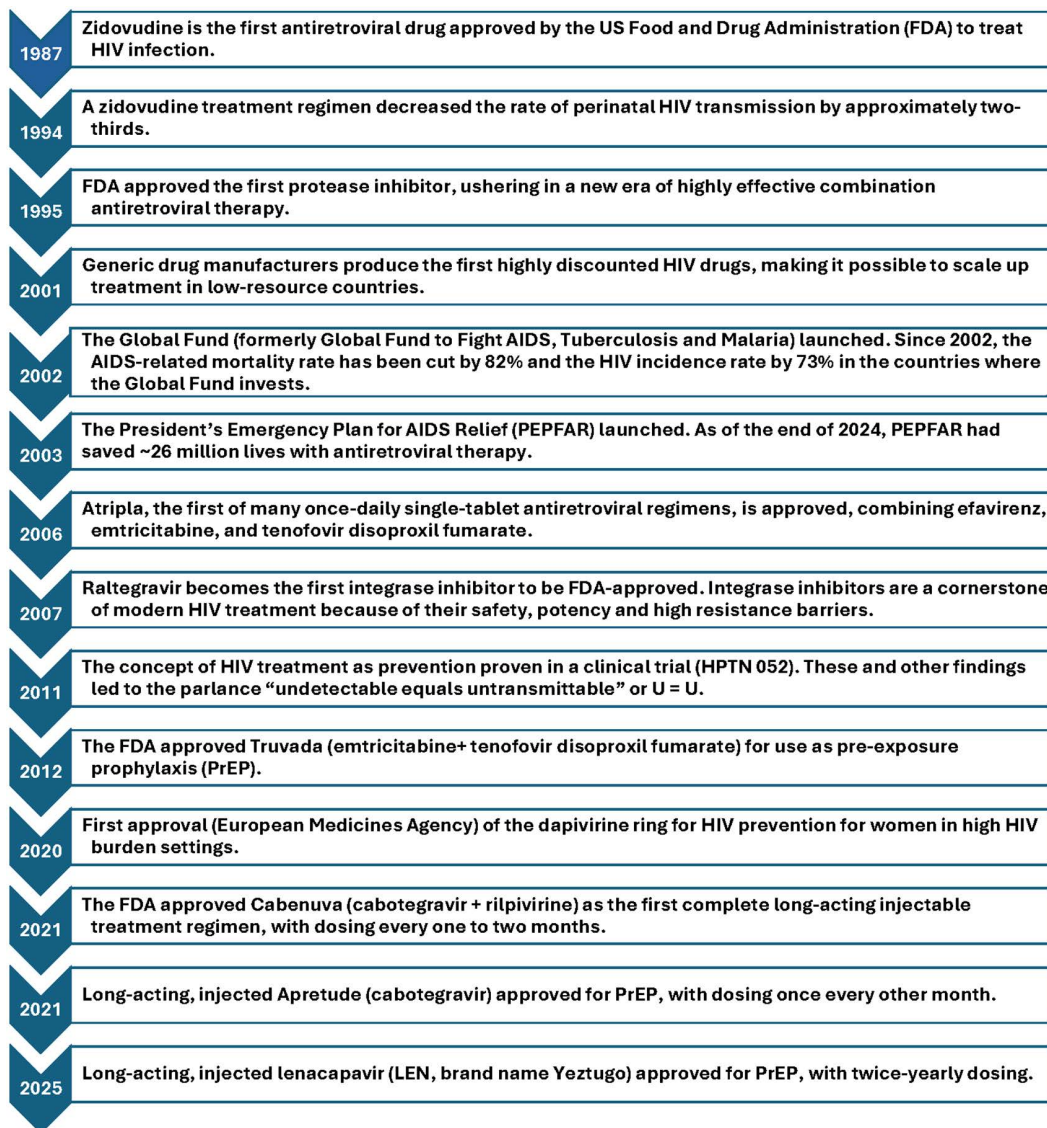 1987
Zidovudine is the first antiretroviral drug approved by the US Food and Drug Administration (FDA) to treat
HIV infection.
1994
A zidovudine treatment regimen decreased the rate of perinatal HIV transmission by approximately two-
thirds.
1995
FDA approved the first protease inhibitor, ushering in a new era of highly effective combination
antiretroviral therapy.
2001
Generic drug manufacturers produce the first highly discounted HIV drugs, making it possible to scale up
treatment in low-resource countries.
2002
The Global Fund (formerly Global Fund to Fight AIDS, Tuberculosis and Malaria) launched. Since 2002, the
AIDS-related mortality rate has been cut by 82% and the HIV incidence rate by 73% in the countries where
the Global Fund invests.
2003
The President’s Emergency Plan for AIDS Relief (PEPFAR) launched. As of the end of 2024, PEPFAR had
saved ~26 million lives with antiretroviral therapy.
2006
Atripla, the first of many once-daily single-tablet antiretroviral regimens, is approved, combining efavirenz,
emtricitabine, and tenofovir disoproxil fumarate.
2007
Raltegravir becomes the first integrase inhibitor to be FDA-approved. Integrase inhibitors are a cornerstone
of modern HIV treatment because of their safety, potency and high resistance barriers.
2011
The concept of HIV treatment as prevention proven in a clinical trial (HPTN 052). These and other findings
led to the parlance “undetectable equals untransmittable” or U = U.
2012
The FDA approved Truvada (emtricitabine+ tenofovir disoproxil fumarate) for use as pre-exposure
prophylaxis (PrEP).
2020
First approval (European Medicines Agency) of the dapivirine ring for HIV prevention for women in high HIV
burden settings.
2021
The FDA approved Cabenuva (cabotegravir + rilpivirine) as the first complete long-acting injectable
treatment regimen, with dosing every one to two months.
2021
Long-acting, injected Apretude (cabotegravir) approved for PrEP, with dosing once every other month.
2025
Long-acting, injected lenacapavir (LEN, brand name Yeztugo) approved for PrEP, with twice-yearly dosing.